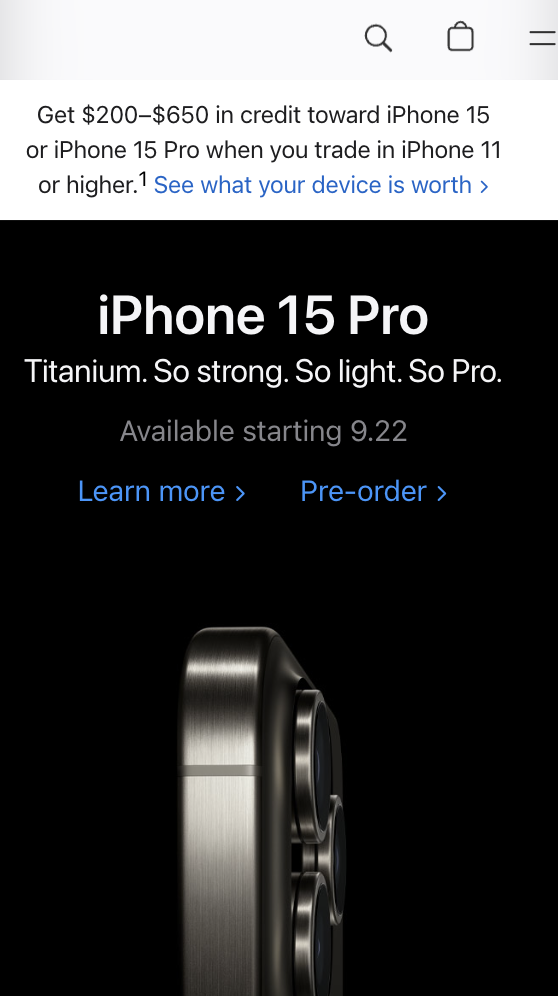 Get $200–$650 in credit toward iPhone 15
or iPhone 15 Pro when you trade in iPhone 11
or higher.¹ See what your device is worth >
iPhone 15 Pro
Titanium. So strong. So light. So Pro.
Available starting 9.22
Learn more > Pre-order >